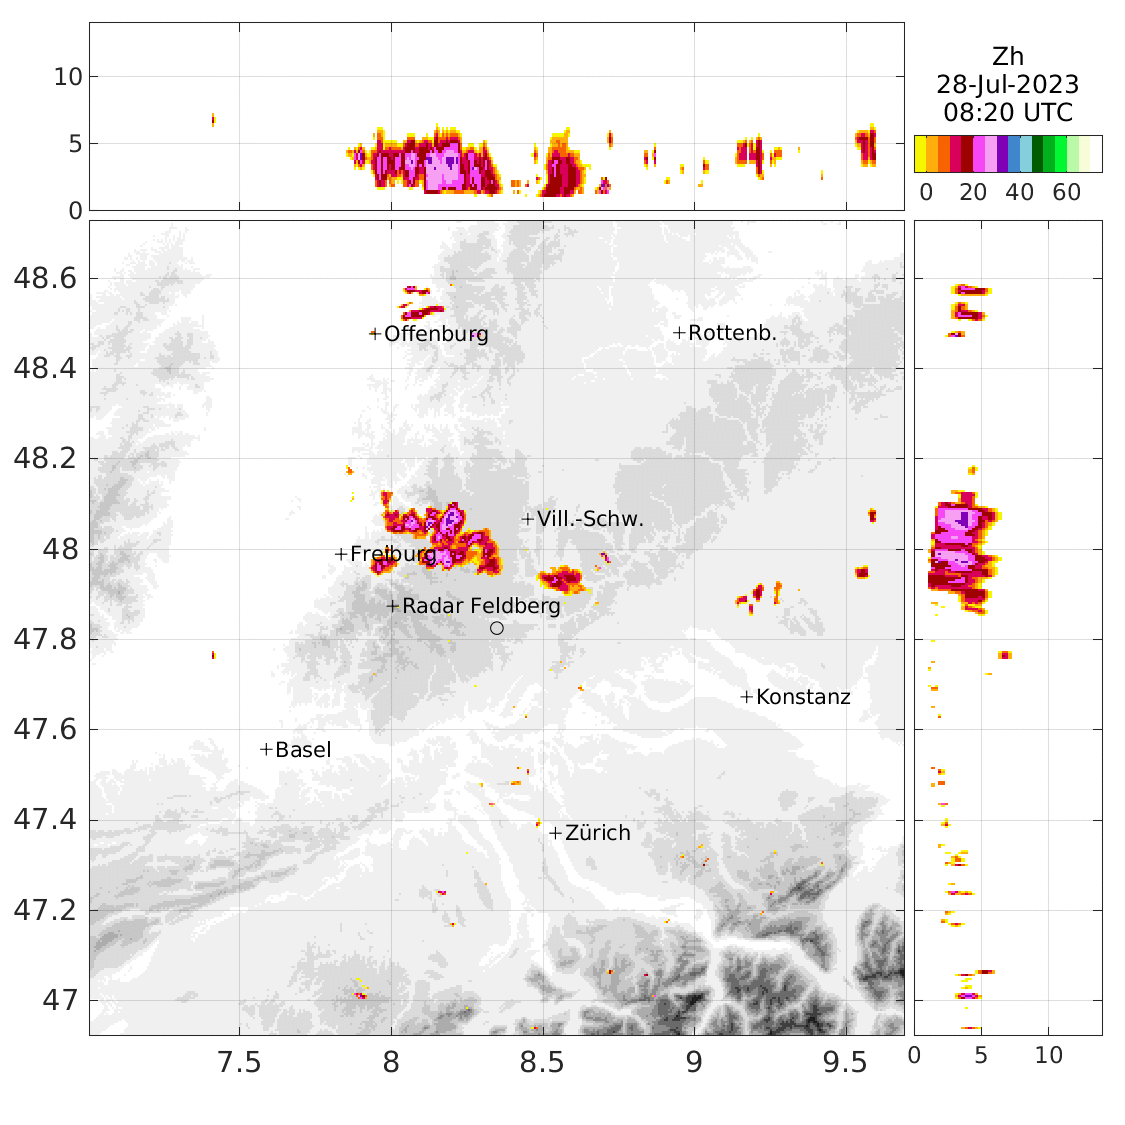 10
5
0
Zh
28-Jul-2023
08:20 UTC
0 20 40 60
48.6
48.4
48.2
48
47.8
47.6
47.4
47.2
47
+Offenburg
+Rottenb.
+Vill.-Schw.
+Freiburg
+Radar Feldberg
+Konstanz
+Basel
+Zürich
7.5 8 8.5 9 9.5
0 5 10